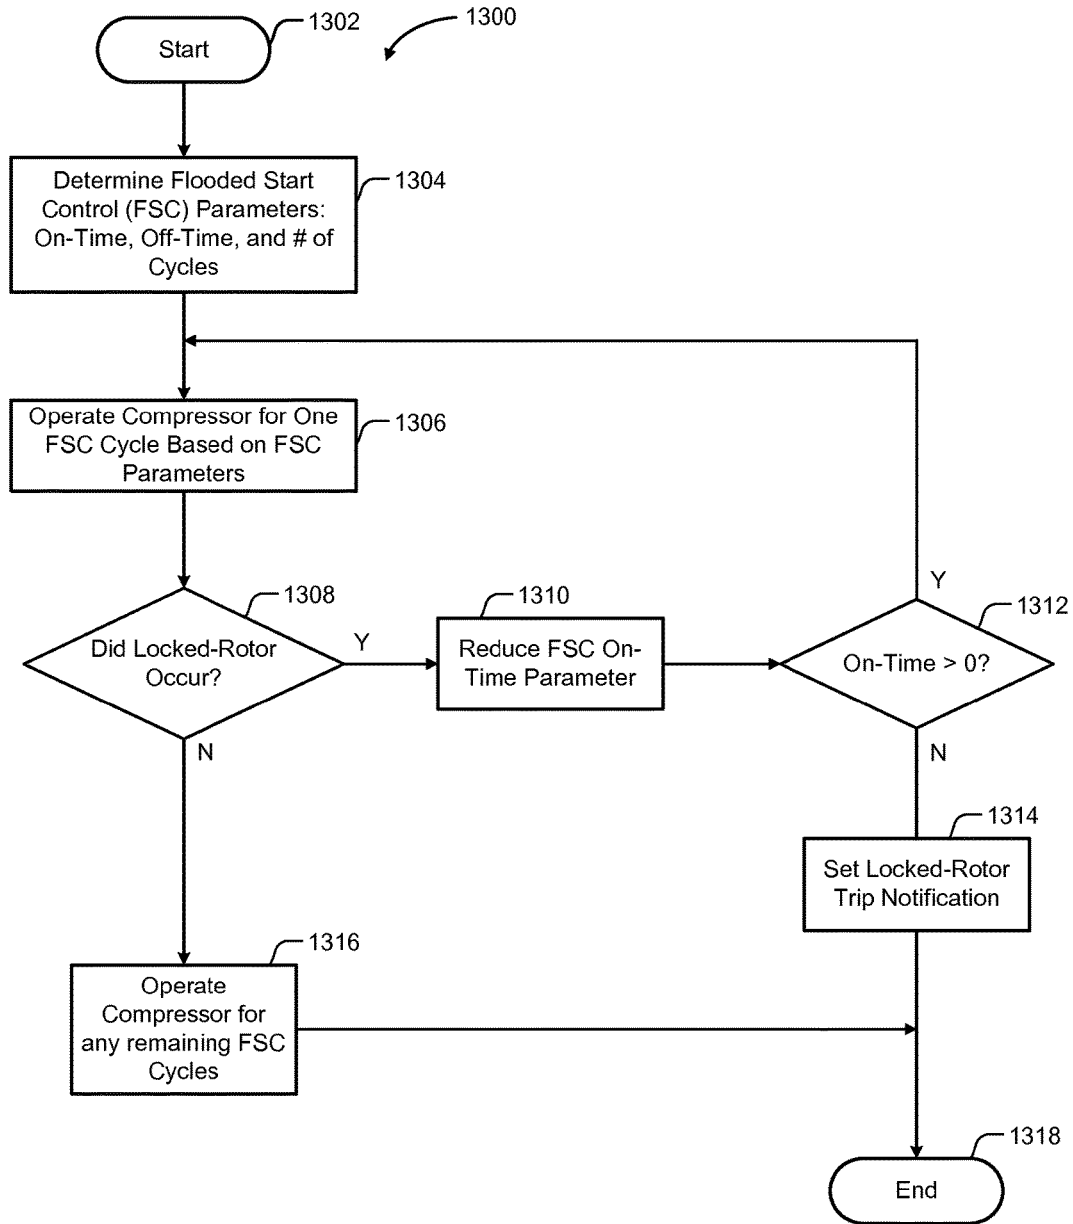 1302
1300
Start
1304
Determine Flooded Start
Control (FSC) Parameters:
On-Time, Off-Time, and # of
Cycles
1306
Operate Compressor for One
FSC Cycle Based on FSC
Parameters
1308
Did Locked-Rotor
Occur?
Y
1310
Reduce FSC On-
Time Parameter
Y
1312
On-Time > 0?
N
N
1314
Set Locked-Rotor
Trip Notification
1316
Operate
Compressor for
any remaining FSC
Cycles
1318
End